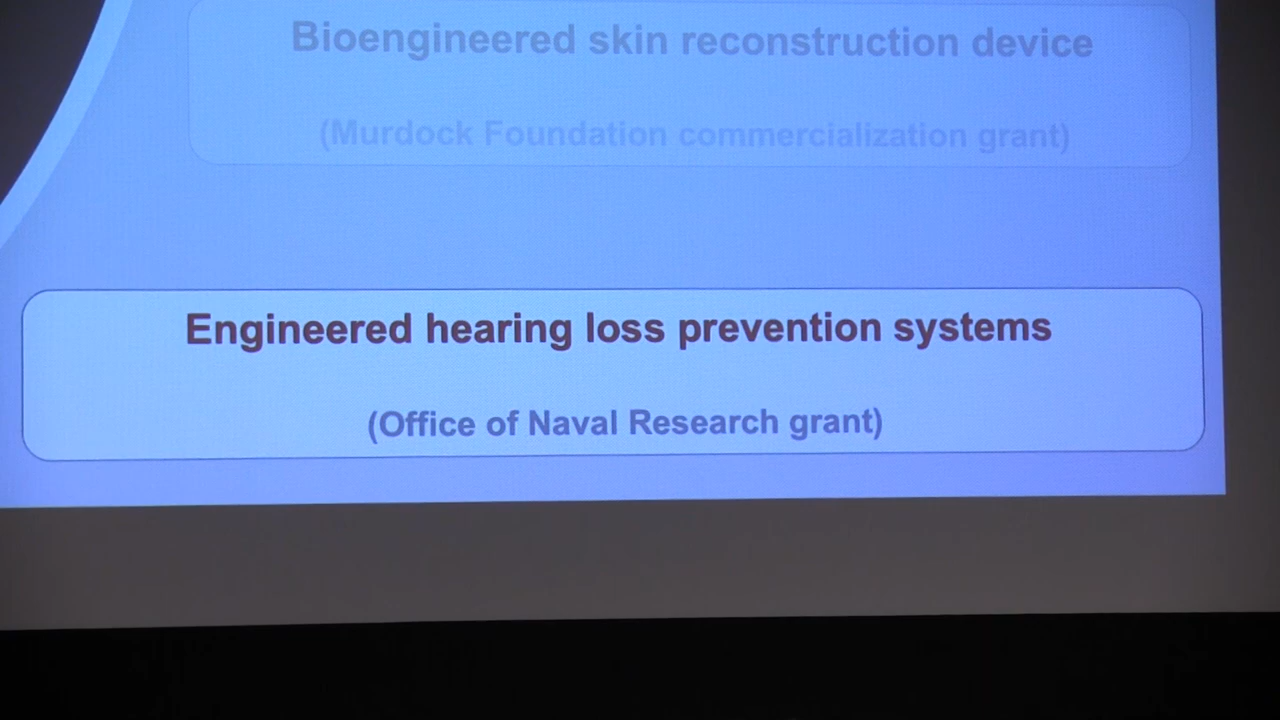 Bioengineered skin reconstruction device
(Murdock Foundation commercialization grant)
Engineered hearing loss prevention systems
(Office of Naval Research grant)